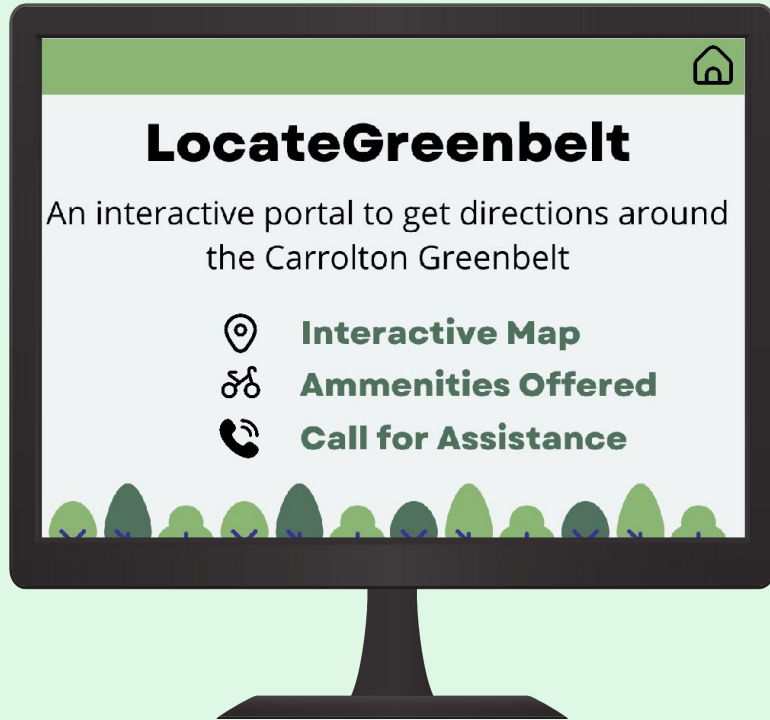 LocateGreenbelt
An interactive portal to get directions around
the Carrolton Greenbelt
Interactive Map
Ammenities Offered
Call for Assistance